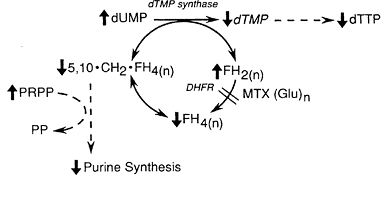 dTMP synthase
⬆dUMP ⬇dTMP ⬇dTTP
⬇5,10•CH2•FH4(n) ⬆FH2(n)
⬆PRPP DHFR MTX (Glu)n
⬇FH4(n)
PP
⬇Purine Synthesis